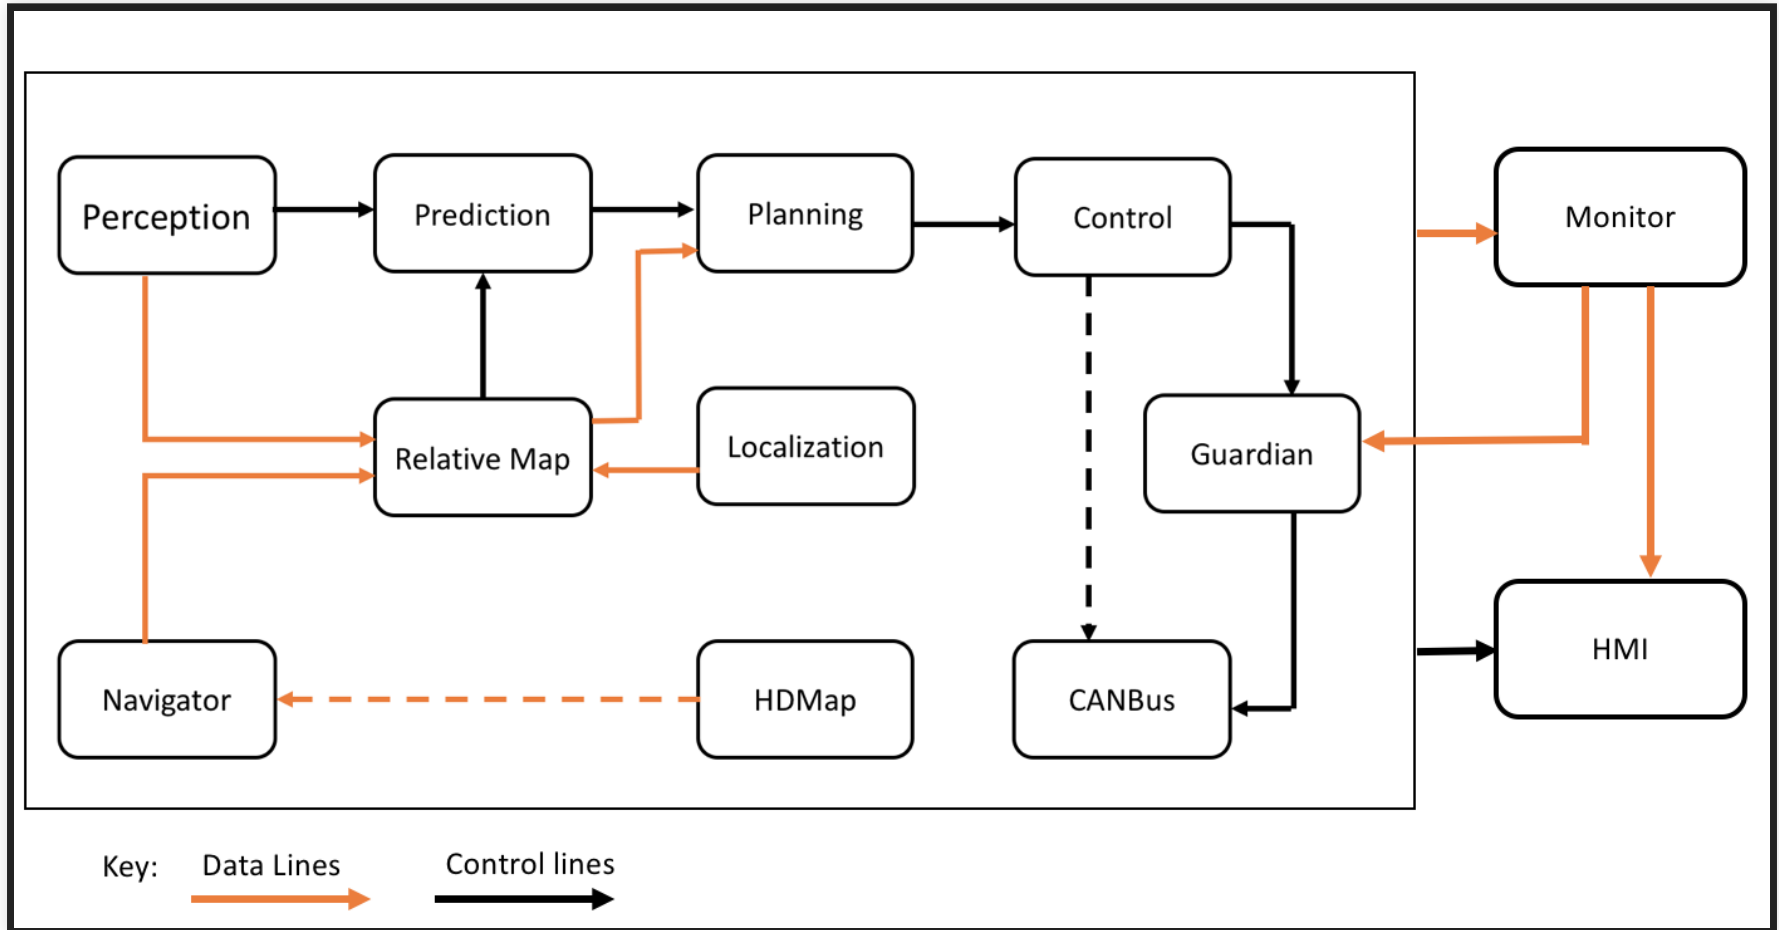 Perception
Prediction
Planning
Control
Monitor
Relative Map
Localization
Guardian
Navigator
HDMap
CANBus
HMI
Key:
Data Lines
Control lines